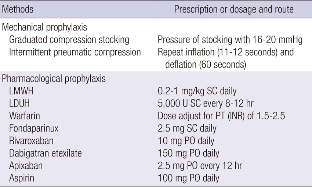 Methods Prescription or dosage and route
Mechanical prophylaxis
Graduated compression stocking Pressure of stocking with 16-20 mmHg
Intermittent pneumatic compression Repeat inflation (11-12 seconds) and
deflation (60 seconds)
Pharmacological prophylaxis
LMWH 0.2-1 mg/kg SC daily
LDUH 5,000 U SC every 8-12 hr
Warfarin Dose adjust for PT (INR) of 1.5-2.5
Fondaparinux 2.5 mg SC daily
Rivaroxaban 10 mg PO daily
Dabigatran etexilate 150 mg PO daily
Apixaban 2.5 mg PO every 12 hr
Aspirin 100 mg PO daily